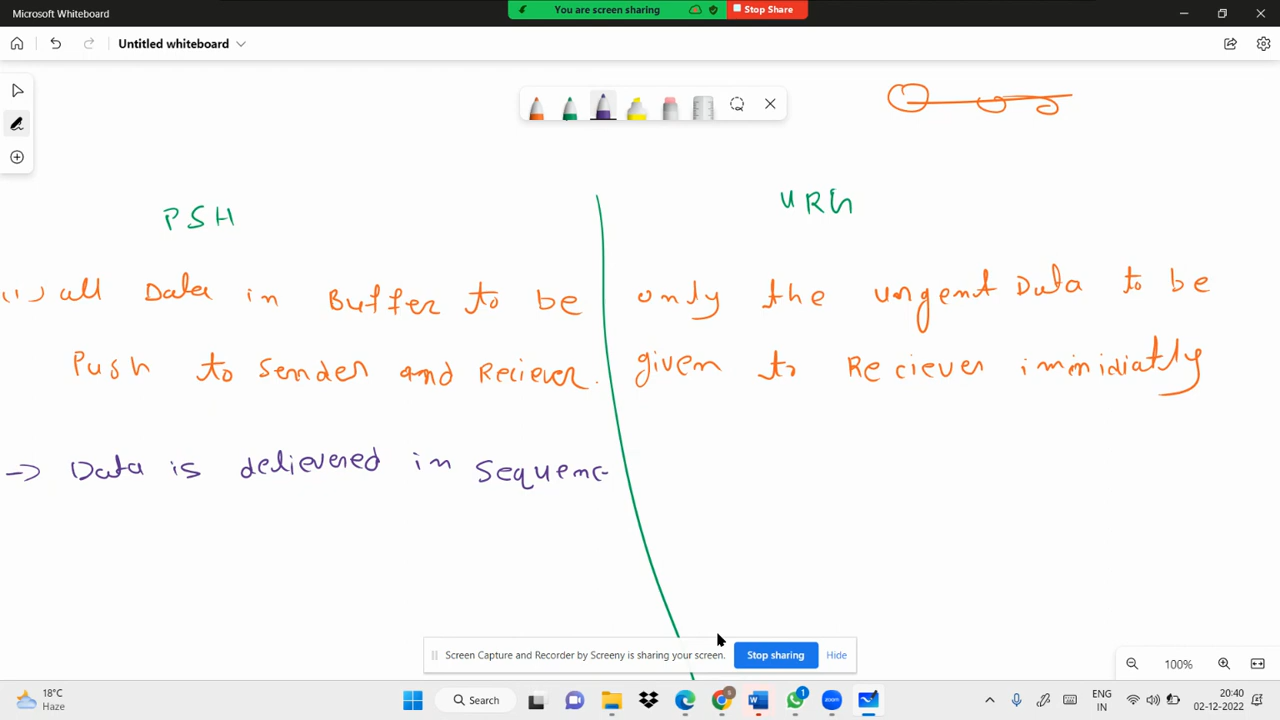 Microsoft Whiteboard
You are screen sharing
Stop Share
Untitled whiteboard
PSH
URG
(1) all Data in Buffer to be
Push to Sender and Reciever.
only the urgent Data to be
given to Reciever iminidiatly
→ Data is delievered in Sequenc
Screen Capture and Recorder by Screeny is sharing your screen.
Stop sharing
Hide
100%
18°C
Haze
Search
1
ENG
IN
20:40
02-12-2022